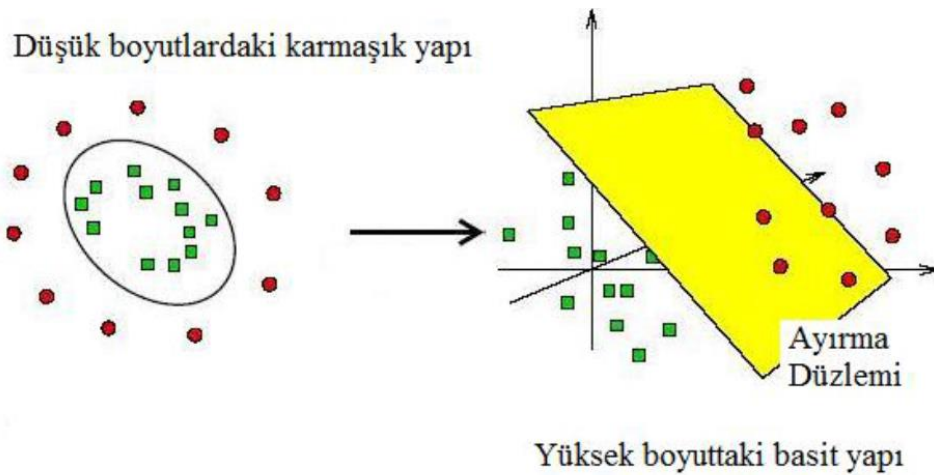 Düşük boyutlardaki karmaşık yapı
Ayırma
Düzlemi
Yüksek boyuttaki basit yapı